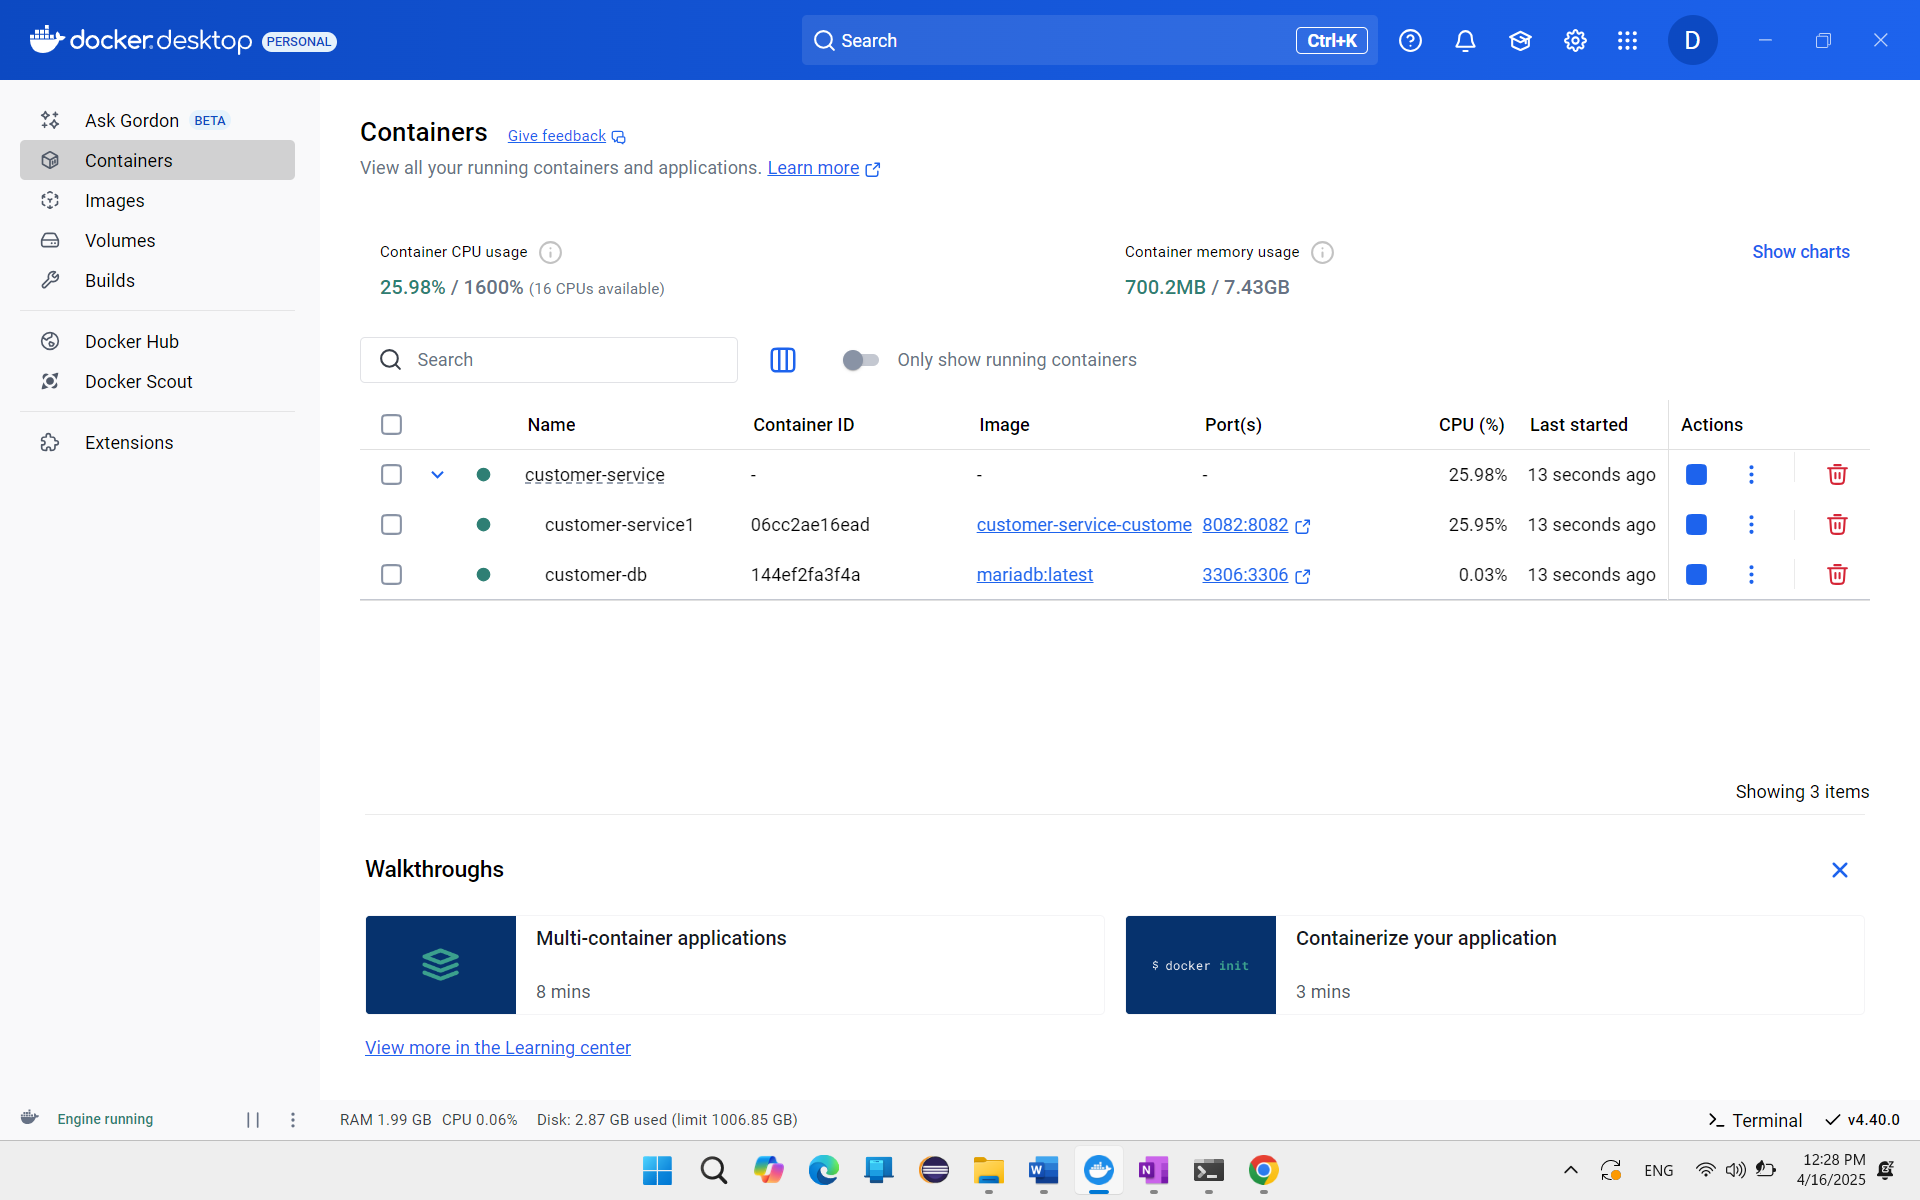 docker.desktop PERSONAL
Search Ctrl+K
D
Ask Gordon BETA
Containers
Images
Volumes
Builds
Docker Hub
Docker Scout
Extensions
Containers Give feedback
View all your running containers and applications. Learn more
Container CPU usage
25.98% / 1600% (16 CPUs available)
Container memory usage
700.2MB / 7.43GB
Show charts
Search
Only show running containers
Name Container ID Image Port(s) CPU (%) Last started Actions
customer-service - - - 25.98% 13 seconds ago
customer-service1 06cc2ae16ead customer-service-custome 8082:8082 25.95% 13 seconds ago
customer-db 144ef2fa3f4a mariadb:latest 3306:3306 0.03% 13 seconds ago
Showing 3 items
Walkthroughs
Multi-container applications
8 mins
$ docker init
Containerize your application
3 mins
View more in the Learning center
Engine running
RAM 1.99 GB CPU 0.06% Disk: 2.87 GB used (limit 1006.85 GB)
Terminal
v4.40.0
W
N
ENG
12:28 PM
4/16/2025